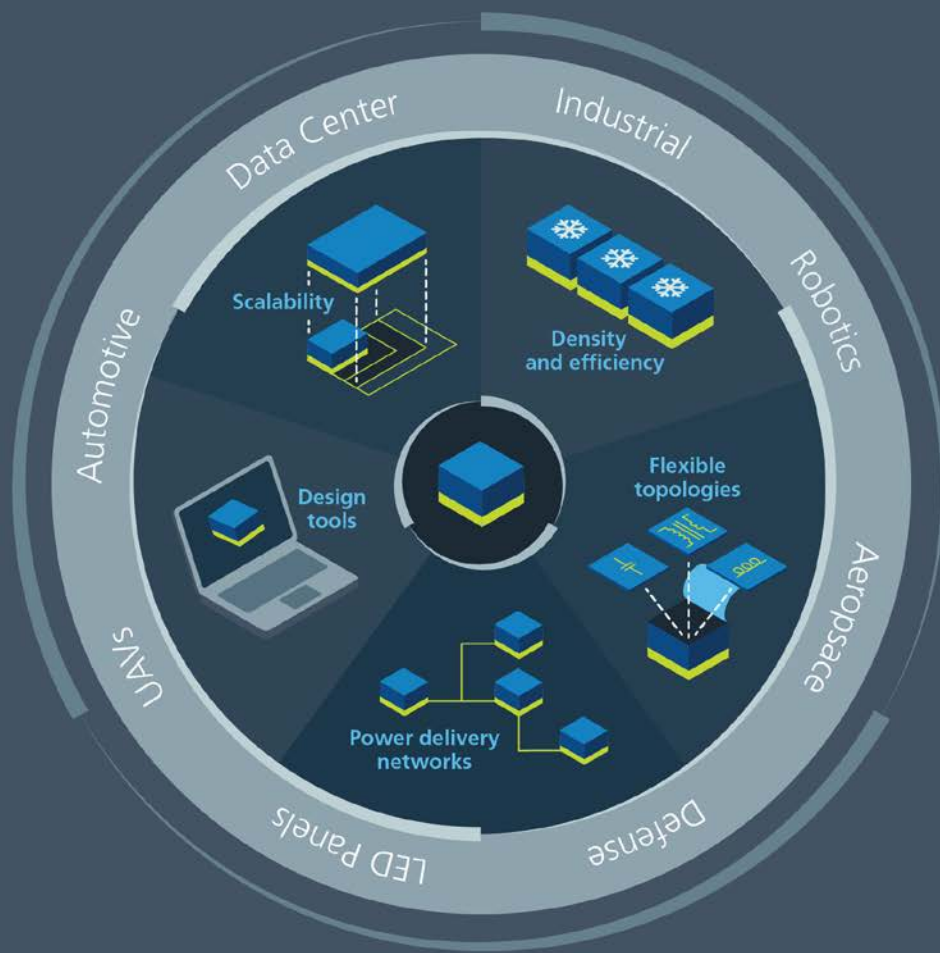 Data Center
Industrial
Robotics
Aeropsace
Defense
LED Panels
UAVs
Automotive
Scalability
Density
and efficiency
Flexible
topologies
Power delivery
networks
Design
tools